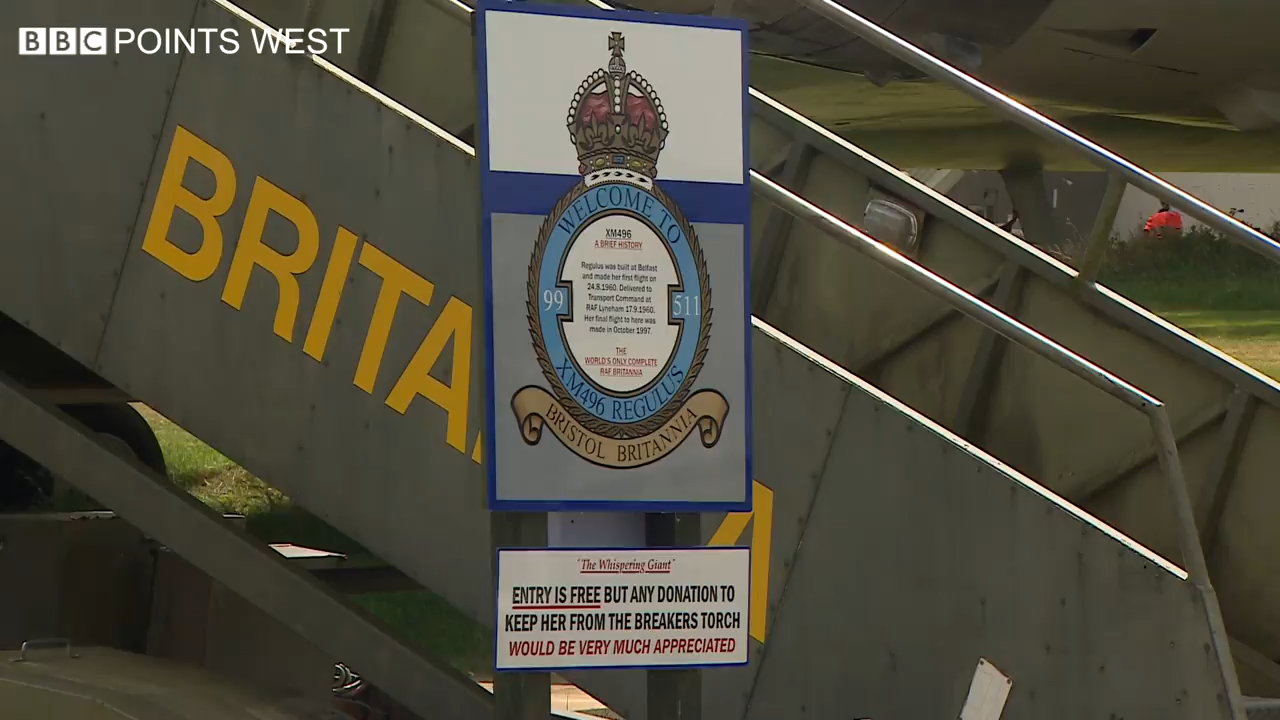 BBC POINTS WEST
BRITA
A
WELCOME TO
XM496
A BRIEF HISTORY
Regulus was built at Belfast
and made her first flight on
24.8.1960. Delivered to
Transport Command at
RAF Lyneham 17.9.1960.
Her final flight to here was
made in October 1997.
THE
WORLD'S ONLY COMPLETE
RAF BRITANNIA
99
511
XM496 REGULUS
BRISTOL BRITANNIA
"The Whispering Giant"
ENTRY IS FREE BUT ANY DONATION TO
KEEP HER FROM THE BREAKERS TORCH
WOULD BE VERY MUCH APPRECIATED